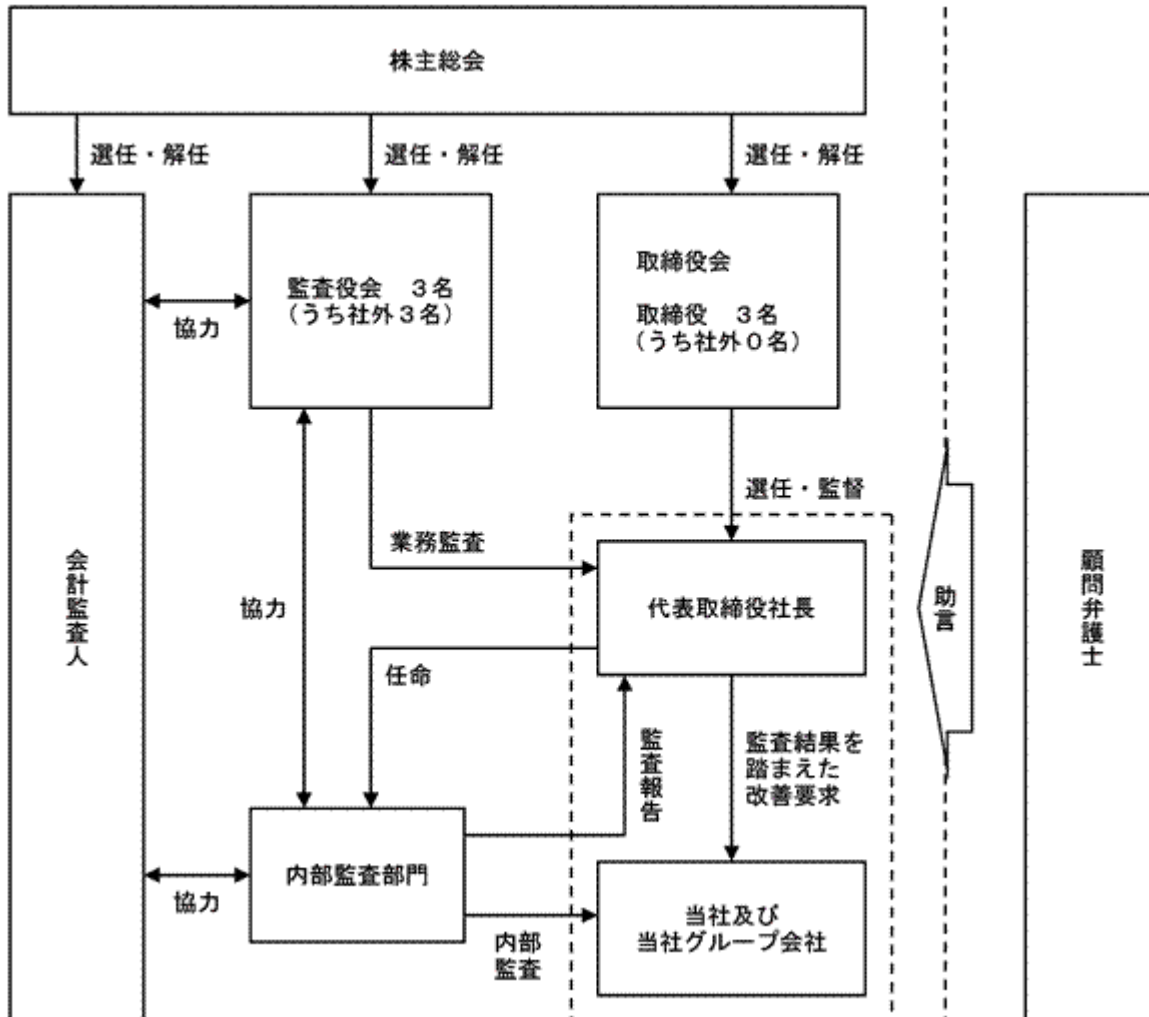 株主総会
選任・解任
選任・解任
選任・解任
監査役会　３名
（うち社外３名）
取締役会
取締役　３名
（うち社外０名）
協力
選任・監督
業務監査
代表取締役社長
協力
任命
会計監査人
助言
顧問弁護士
監査報告
監査結果を
踏まえた
改善要求
内部監査部門
協力
内部
監査
当社及び
当社グループ会社